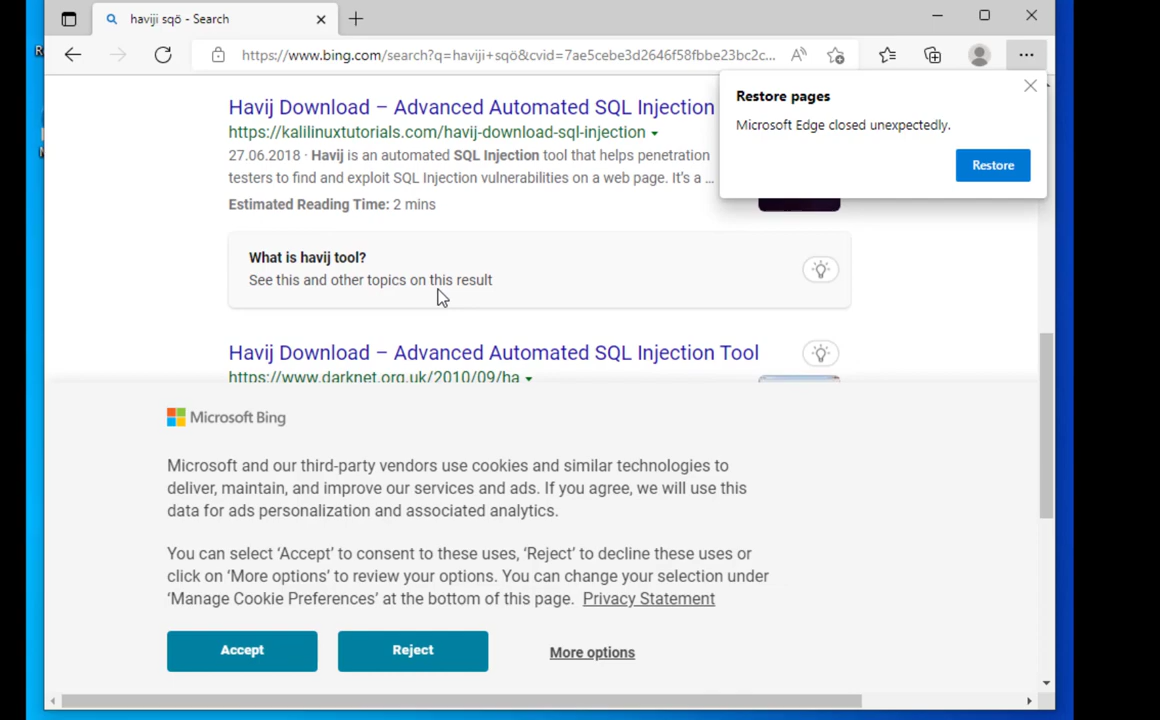 haviji sqö - Search
https://www.bing.com/search?q=haviji+sqö&cvid=7ae5cebe3d2646f58fbbe23bc2c...
Restore pages
Microsoft Edge closed unexpectedly.
Restore
Havij Download – Advanced Automated SQL Injection
https://kalilinuxtutorials.com/havij-download-sql-injection
27.06.2018 · Havij is an automated SQL Injection tool that helps penetration
testers to find and exploit SQL Injection vulnerabilities on a web page. It's a ...
Estimated Reading Time: 2 mins
What is havij tool?
See this and other topics on this result
Havij Download – Advanced Automated SQL Injection Tool
https://www.darknet.org.uk/2010/09/ha
Microsoft Bing
Microsoft and our third-party vendors use cookies and similar technologies to
deliver, maintain, and improve our services and ads. If you agree, we will use this
data for ads personalization and associated analytics.
You can select ‘Accept’ to consent to these uses, ‘Reject’ to decline these uses or
click on ‘More options’ to review your options. You can change your selection under
‘Manage Cookie Preferences’ at the bottom of this page. Privacy Statement
Accept
Reject
More options